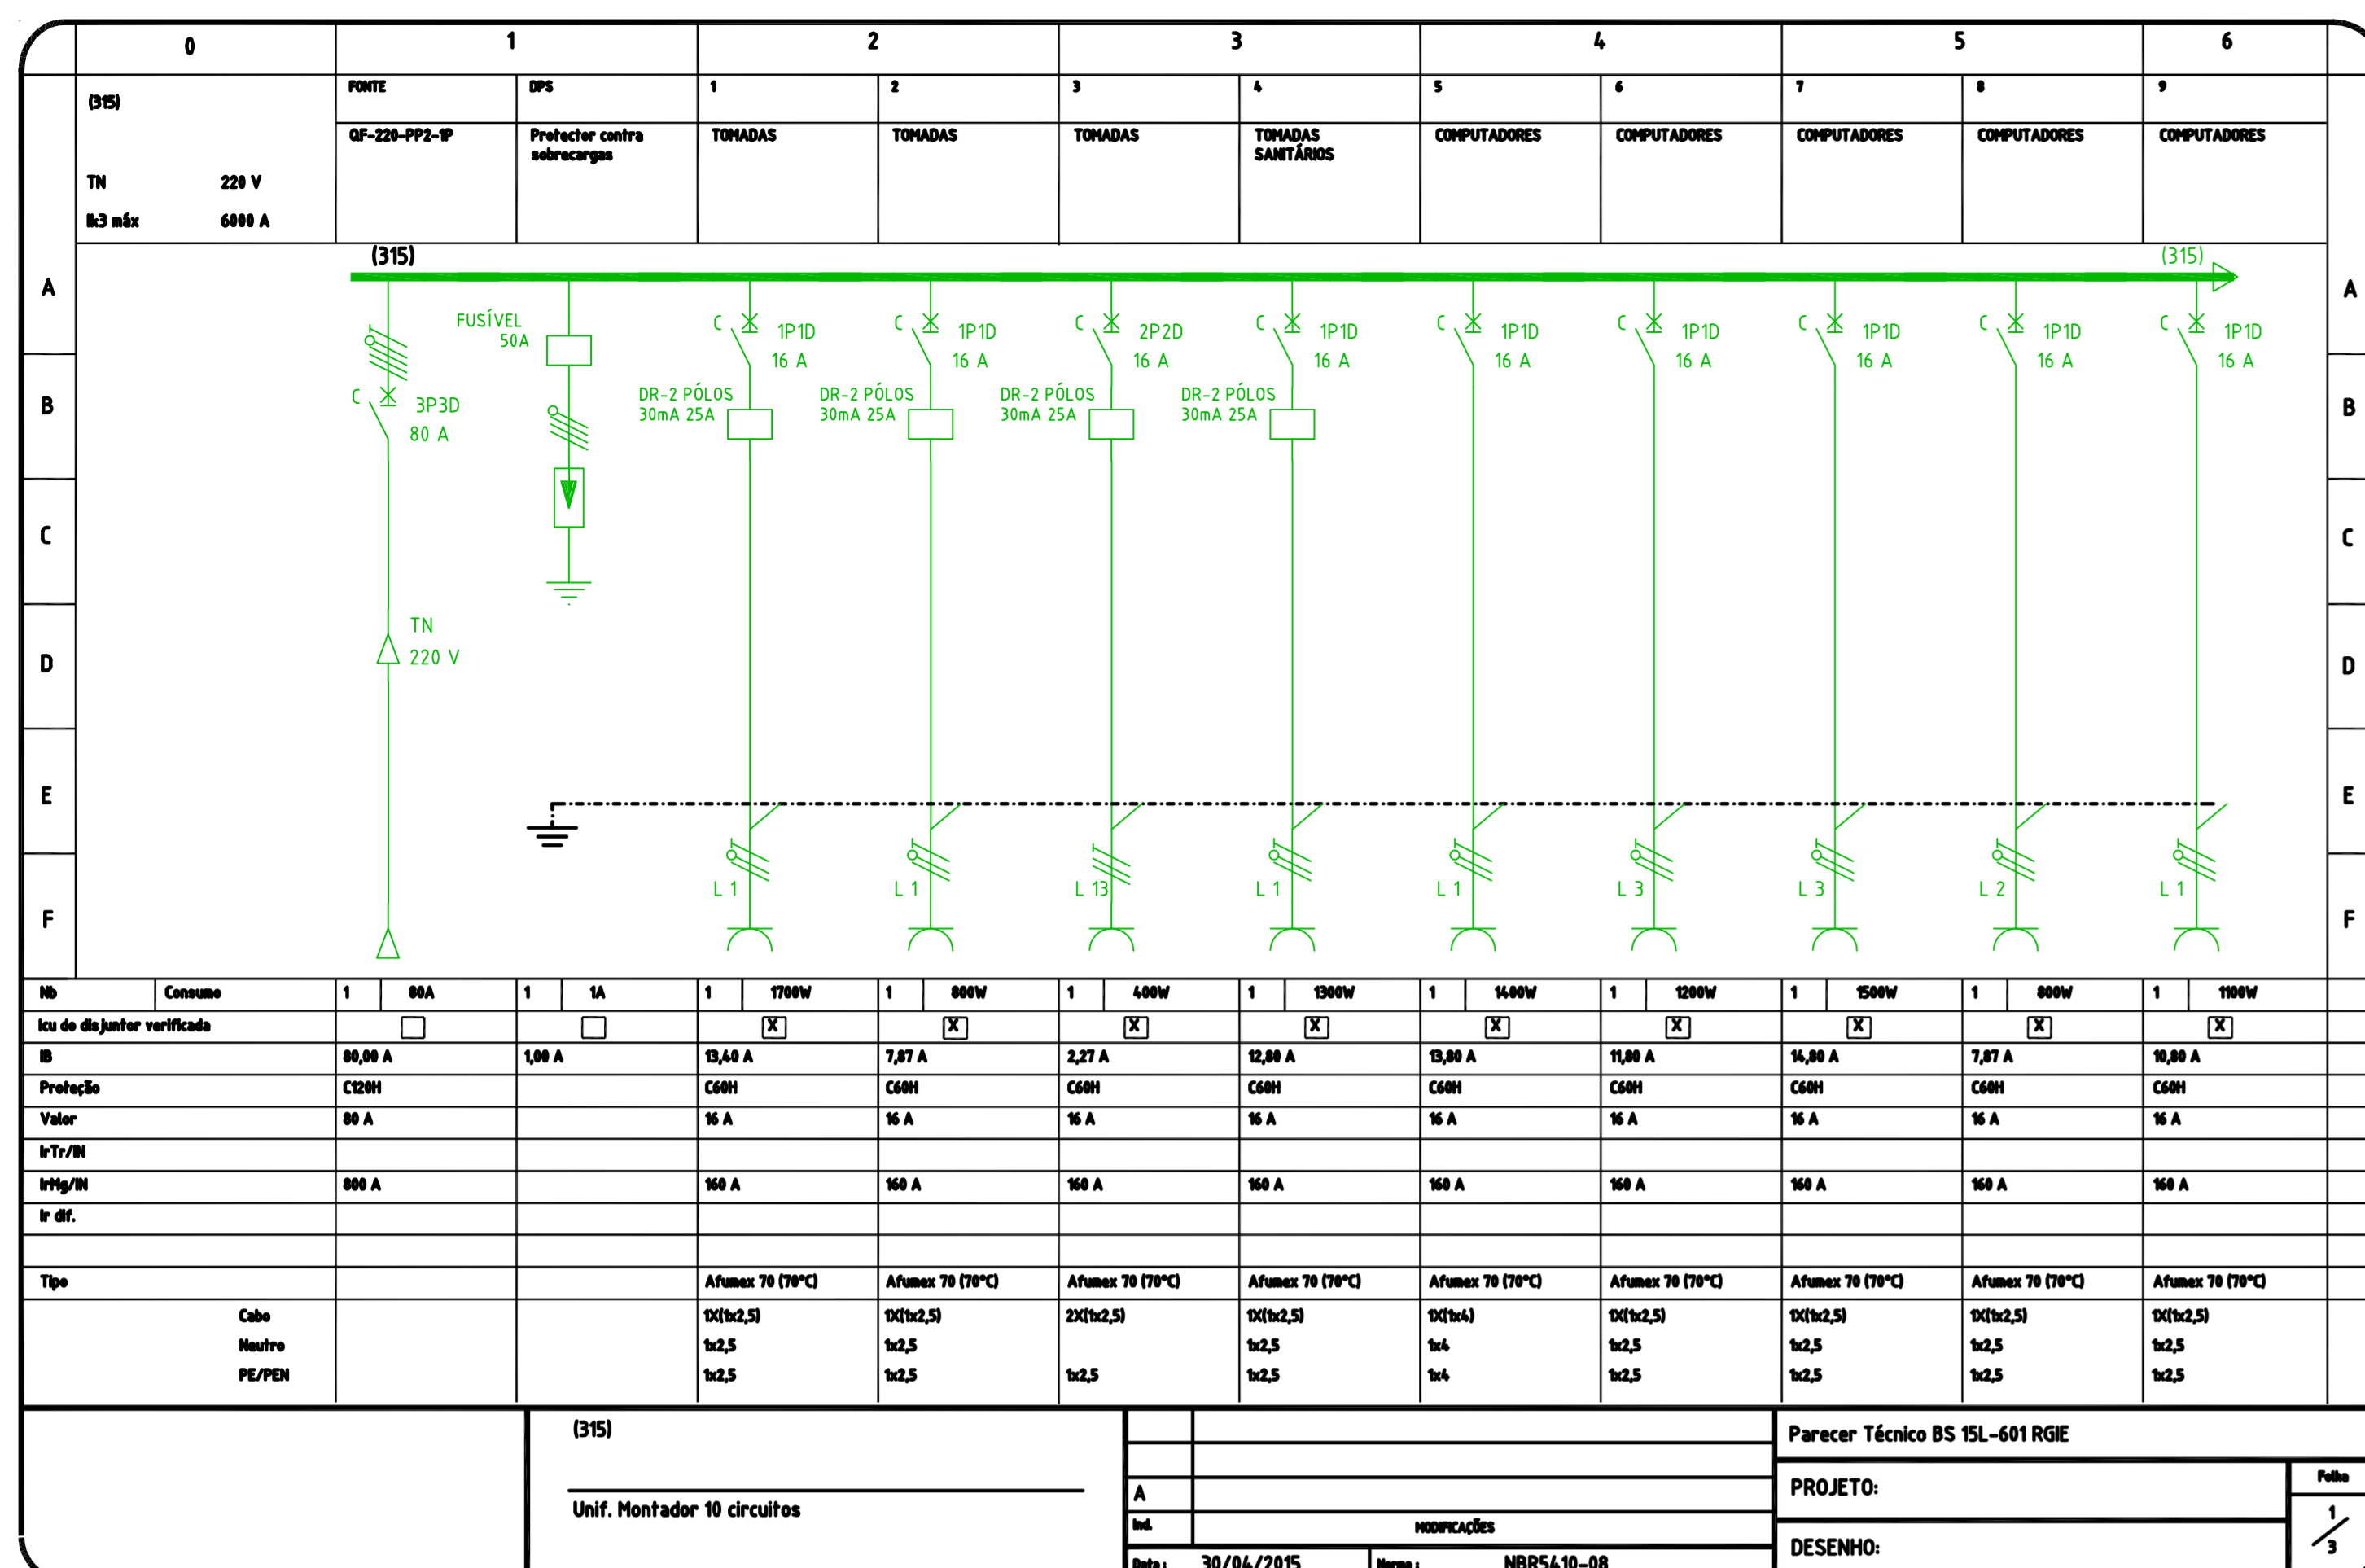 0 1 2 3 4 5 6
(315) FONTE DPS 1 2 3 4 5 6 7 8 9
QF-220-PP2-1P Protector contra TOMADAS TOMADAS TOMADAS TOMADAS COMPUTADORES COMPUTADORES COMPUTADORES COMPUTADORES COMPUTADORES
sobrecargas SANITÁRIOS
TN 220 V
Ik3 máx 6000 A
(315) (315)
A A
FUSÍVEL C 1P1D C 1P1D C 2P2D C 1P1D C 1P1D C 1P1D C 1P1D C 1P1D C 1P1D
50A 16 A 16 A 16 A 16 A 16 A 16 A 16 A 16 A 16 A
DR-2 PÓLOS DR-2 PÓLOS DR-2 PÓLOS DR-2 PÓLOS
B C 3P3D 30mA 25A 30mA 25A 30mA 25A 30mA 25A B
80 A
C C
TN
D 220 V D
E E
L 1 L 1 L 13 L 1 L 1 L 3 L 3 L 2 L 1
F F
Nb Consumo 1 80A 1 1A 1 1700W 1 800W 1 400W 1 1300W 1 1400W 1 1200W 1 1500W 1 800W 1 1100W
Icu do disjuntor verificada X X X X X X X X X
IB 80,00 A 1,00 A 13,40 A 7,87 A 2,27 A 12,80 A 13,80 A 11,80 A 14,80 A 7,87 A 10,80 A
Proteção C120H C60H C60H C60H C60H C60H C60H C60H C60H C60H
Valor 80 A 16 A 16 A 16 A 16 A 16 A 16 A 16 A 16 A 16 A
IrTr/IN
IrMg/IN 800 A 160 A 160 A 160 A 160 A 160 A 160 A 160 A 160 A 160 A
Ir dif.
Tipo Afumex 70 (70°C) Afumex 70 (70°C) Afumex 70 (70°C) Afumex 70 (70°C) Afumex 70 (70°C) Afumex 70 (70°C) Afumex 70 (70°C) Afumex 70 (70°C) Afumex 70 (70°C)
Cabo 1X(1x2,5) 1X(1x2,5) 2X(1x2,5) 1X(1x2,5) 1X(1x4) 1X(1x2,5) 1X(1x2,5) 1X(1x2,5) 1X(1x2,5)
Neutro 1x2,5 1x2,5 1x2,5 1x4 1x2,5 1x2,5 1x2,5 1x2,5
PE/PEN 1x2,5 1x2,5 1x2,5 1x2,5 1x4 1x2,5 1x2,5 1x2,5 1x2,5
(315)
Unif. Montador 10 circuitos
A
Ind. MODIFICAÇÕES
Data : 30/04/2015 Norma : NBR5410-08
Parecer Técnico BS 15L-601 RGIE
PROJETO:
DESENHO:
Folha
1/3